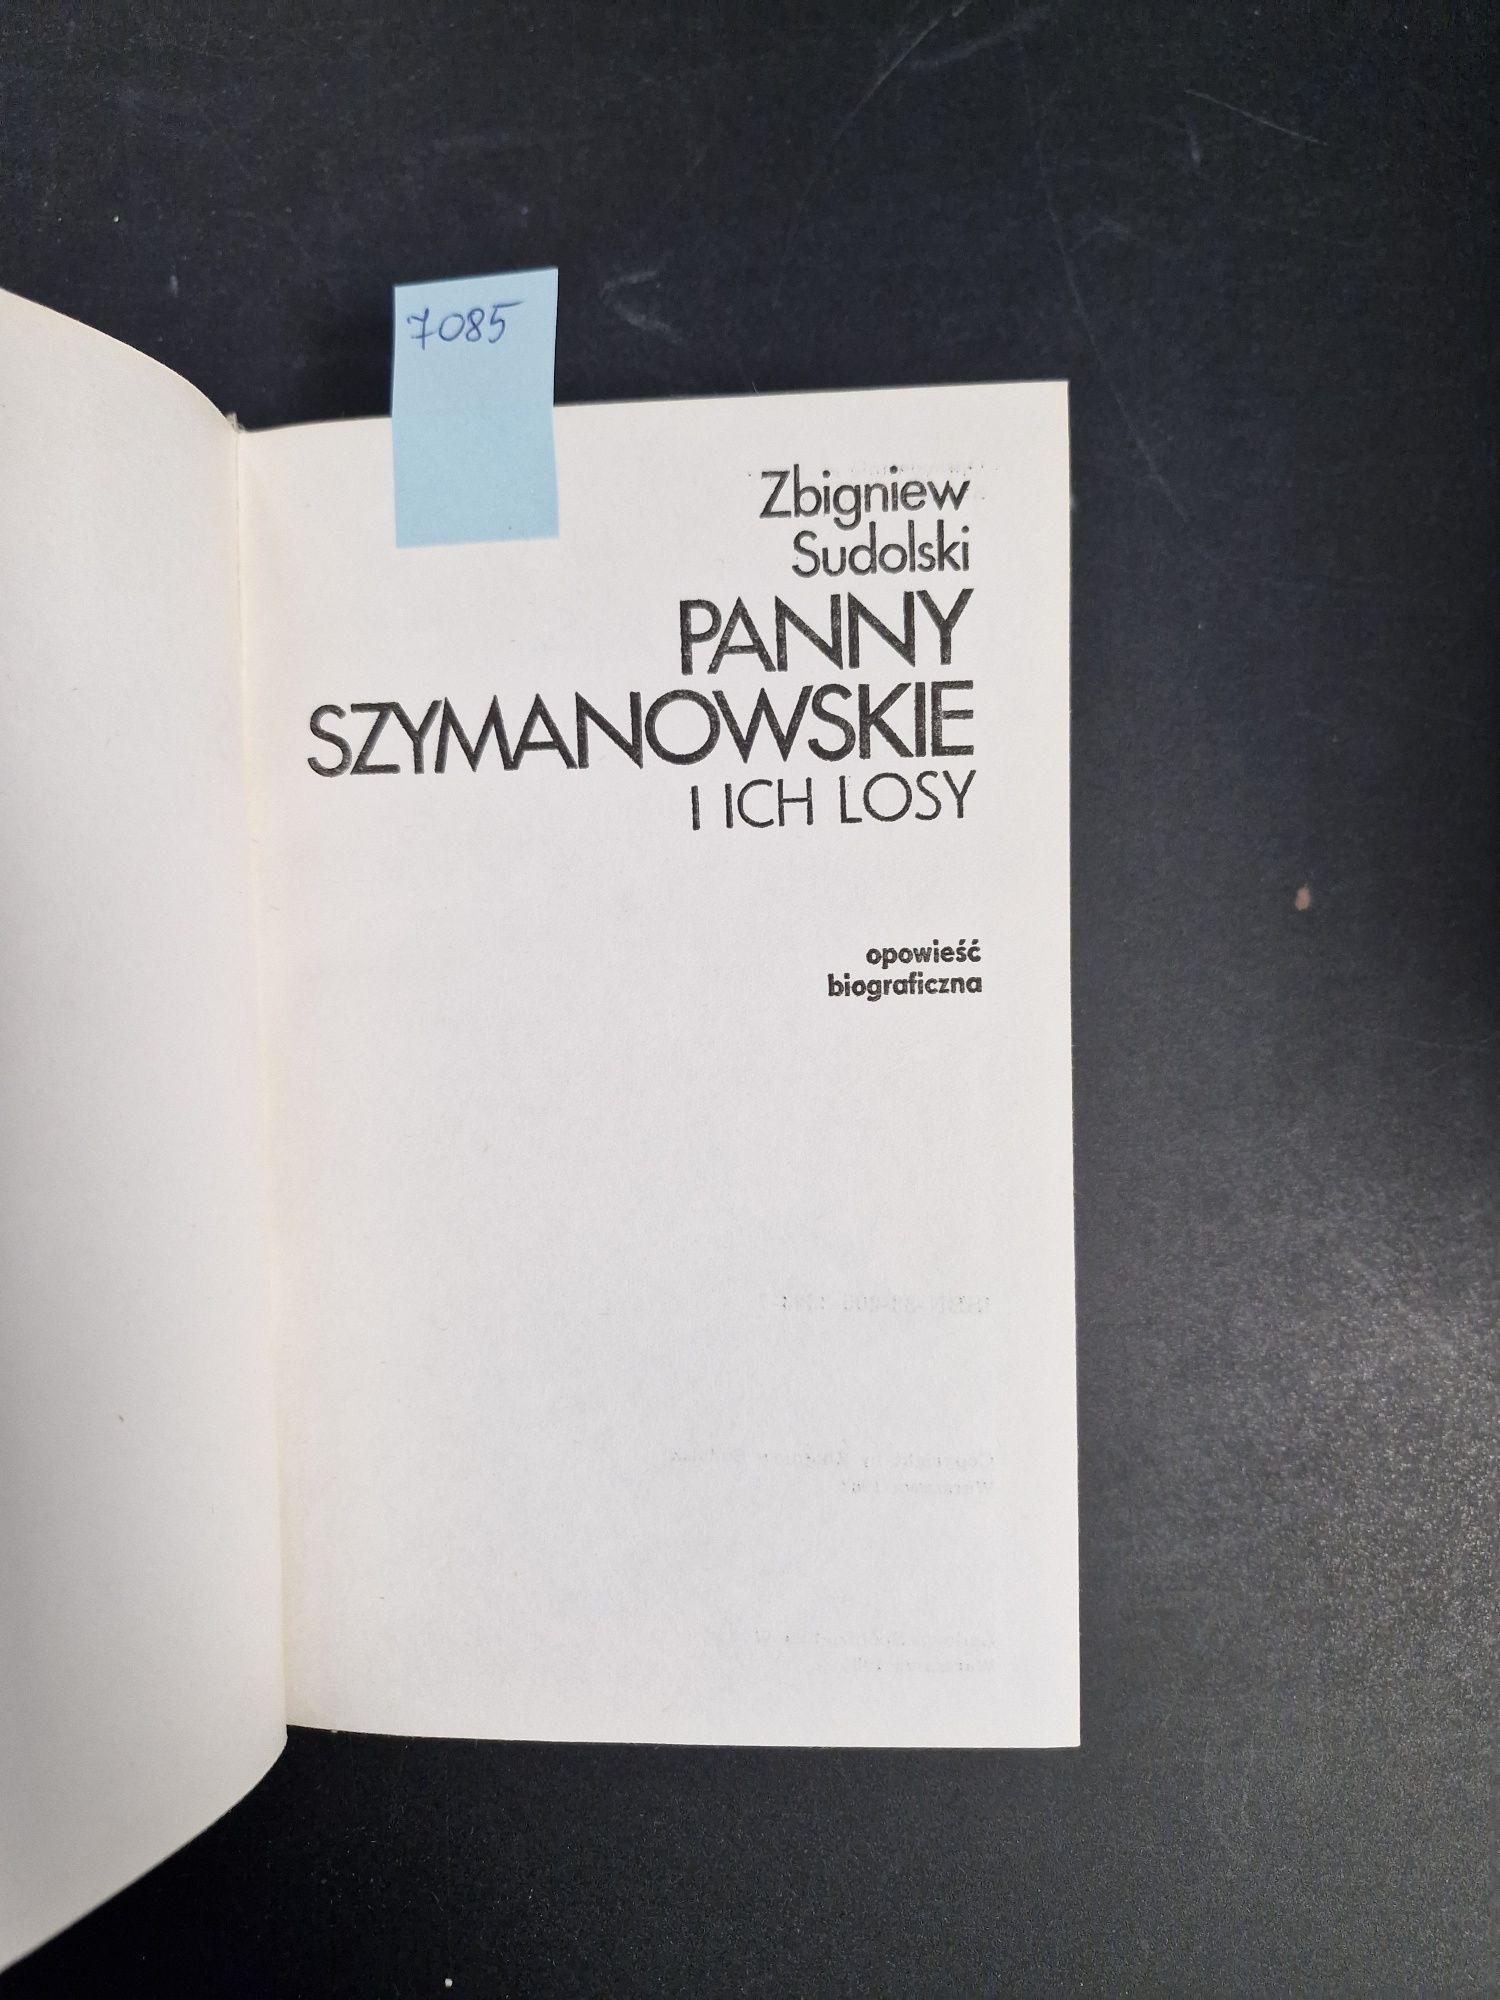 7085
Zbigniew
Sudolski
PANNY
SZYMANOWSKIE
I ICH LOSY
opowieść
biograficzna